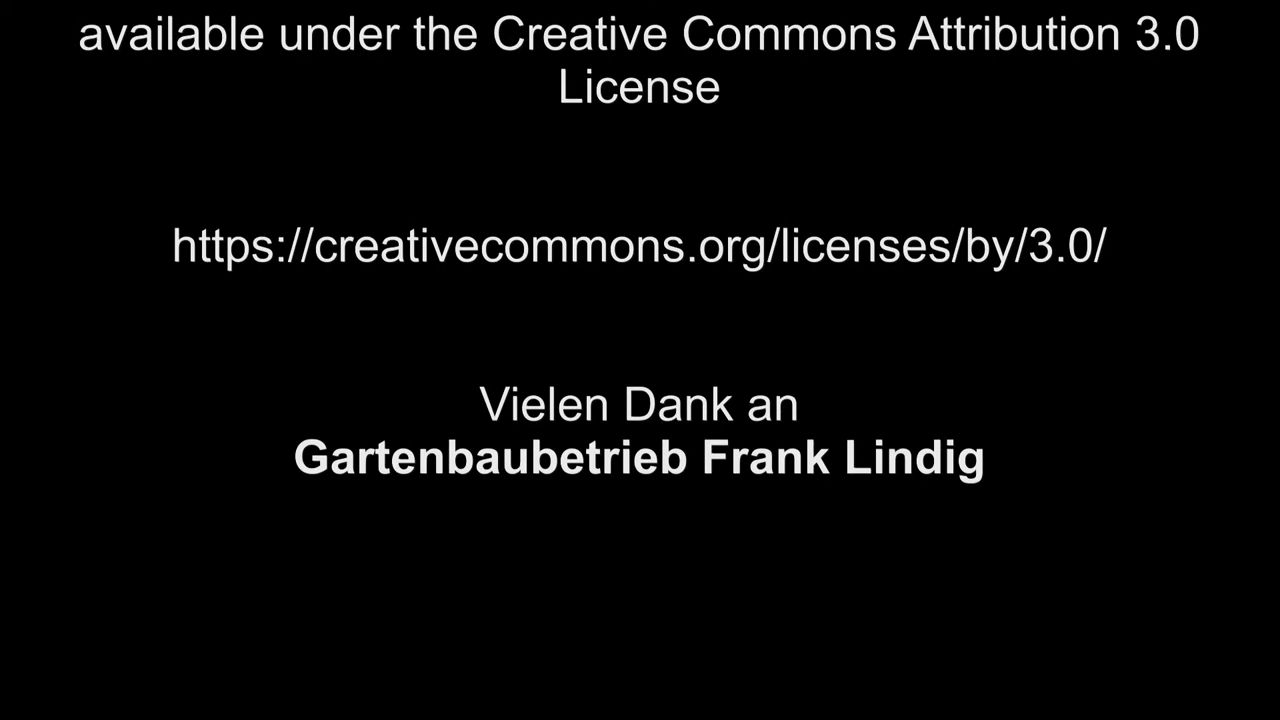 available under the Creative Commons Attribution 3.0
License
https://creativecommons.org/licenses/by/3.0/
Vielen Dank an
Gartenbaubetrieb Frank Lindig